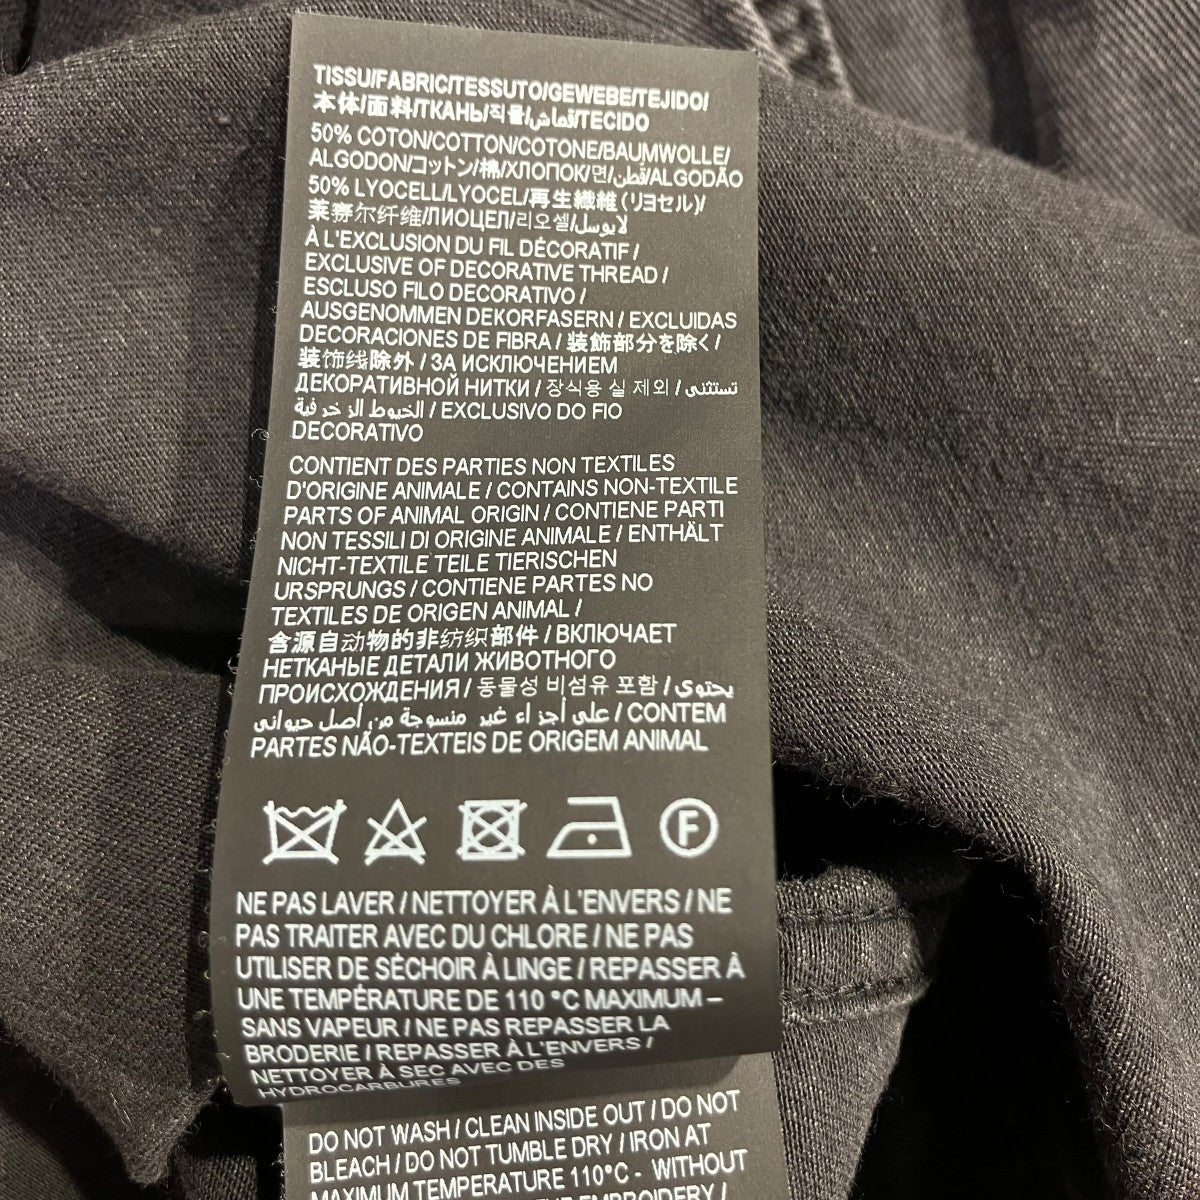 TISSU/FABRIC/TESSUTO/GEWEBE/TEJIDO/
本体/面料/ТКАНЬ/직물/قماش/TECIDO
50% COTON/COTTON/COTONE/BAUMWOLLE/
ALGODON/コットン/棉/ХЛОПОК/면/قطن/ALGODÃO
50% LYOCELL/LYOCEL/再生繊維(リヨセル)/
莱赛尔纤维/ЛИОЦЕЛ/리오셀/لايوسل
À L'EXCLUSION DU FIL DÉCORATIF /
EXCLUSIVE OF DECORATIVE THREAD /
ESCLUSO FILO DECORATIVO /
AUSGENOMMEN DEKORFASERN / EXCLUIDAS
DECORACIONES DE FIBRA / 装飾部分を除く /
装饰线除外 / ЗА ИСКЛЮЧЕНИЕМ
ДЕКОРАТИВНОЙ НИТКИ / 장식용 실 제외 / تستثنى
الخيوط الزخرفية / EXCLUSIVO DO FIO
DECORATIVO
CONTIENT DES PARTIES NON TEXTILES
D'ORIGINE ANIMALE / CONTAINS NON-TEXTILE
PARTS OF ANIMAL ORIGIN / CONTIENE PARTI
NON TESSILI DI ORIGINE ANIMALE / ENTHÄLT
NICHT-TEXTILE TEILE TIERISCHEN
URSPRUNGS / CONTIENE PARTES NO
TEXTILES DE ORIGEN ANIMAL /
含源自动物的非纺织部件 / ВКЛЮЧАЕТ
НЕТКАНЫЕ ДЕТАЛИ ЖИВОТНОГО
ПРОИСХОЖДЕНИЯ / 동물성 비섬유 포함 / يحتوي
على أجزاء غير منسوجة من أصل حيواني / CONTEM
PARTES NÃO-TEXTEIS DE ORIGEM ANIMAL
F
NE PAS LAVER / NETTOYER À L'ENVERS / NE
PAS TRAITER AVEC DU CHLORE / NE PAS
UTILISER DE SÉCHOIR À LINGE / REPASSER À
UNE TEMPÉRATURE DE 110 °C MAXIMUM –
SANS VAPEUR / NE PAS REPASSER LA
BRODERIE / REPASSER À L'ENVERS /
NETTOYER À SEC AVEC DES
HYDROCARBURES
DO NOT WASH / CLEAN INSIDE OUT / DO NOT
BLEACH / DO NOT TUMBLE DRY / IRON AT
MAXIMUM TEMPERATURE 110°C - WITHOUT
THE EMBROIDERY /